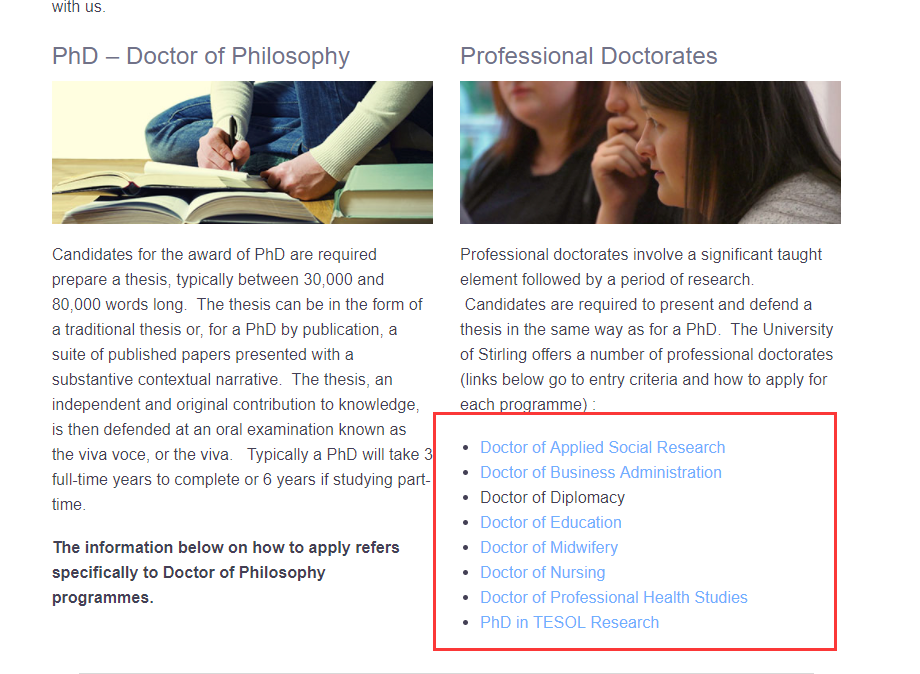 with us.
PhD – Doctor of Philosophy
Candidates for the award of PhD are required
prepare a thesis, typically between 30,000 and
80,000 words long.  The thesis can be in the form of
a traditional thesis or, for a PhD by publication, a
suite of published papers presented with a
substantive contextual narrative.  The thesis, an
independent and original contribution to knowledge,
is then defended at an oral examination known as
the viva voce, or the viva.   Typically a PhD will take 3
full-time years to complete or 6 years if studying part-
time.
The information below on how to apply refers
specifically to Doctor of Philosophy
programmes.
Professional Doctorates
Professional doctorates involve a significant taught
element followed by a period of research.
Candidates are required to present and defend a
thesis in the same way as for a PhD.  The University
of Stirling offers a number of professional doctorates
(links below go to entry criteria and how to apply for
each programme) :
• Doctor of Applied Social Research
• Doctor of Business Administration
• Doctor of Diplomacy
• Doctor of Education
• Doctor of Midwifery
• Doctor of Nursing
• Doctor of Professional Health Studies
• PhD in TESOL Research